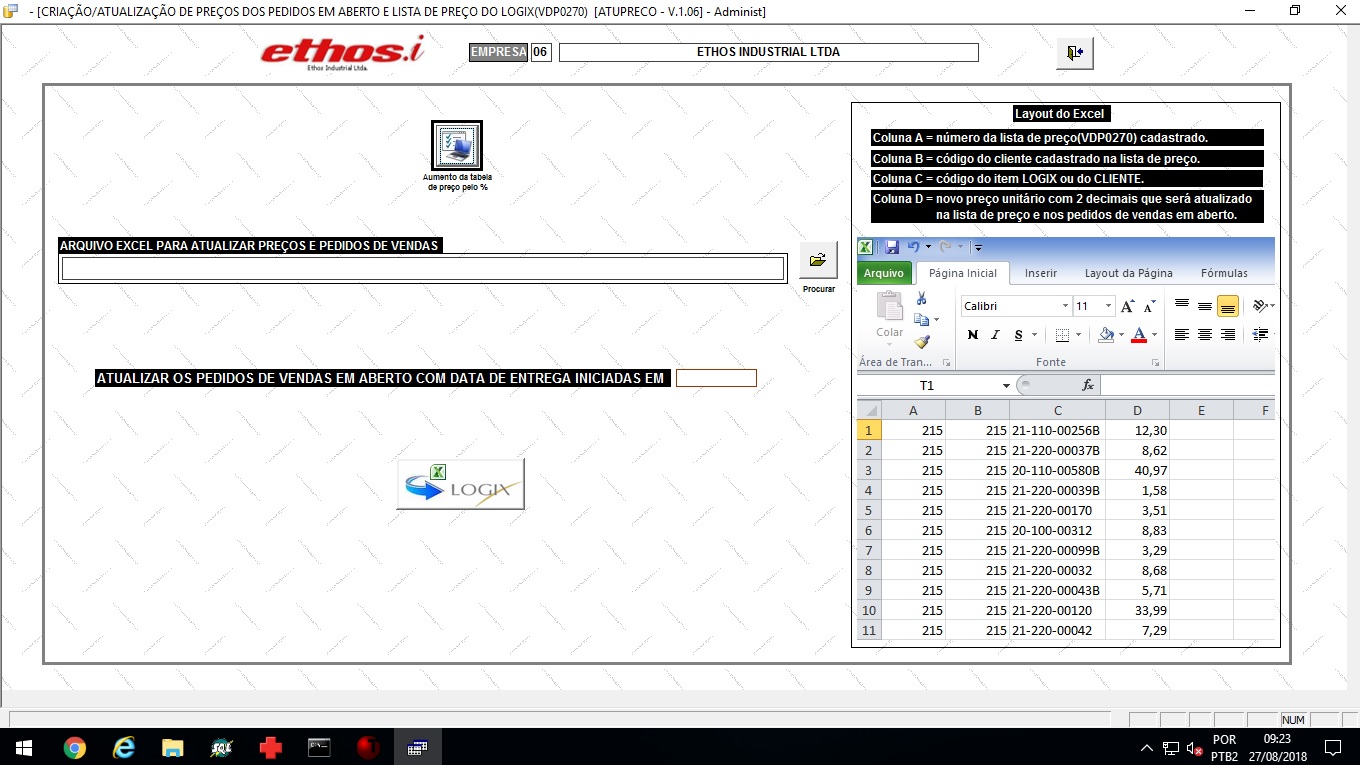 - [CRIAÇÃO/ATUALIZAÇÃO DE PREÇOS DOS PEDIDOS EM ABERTO E LISTA DE PREÇO DO LOGIX(VDP0270) [ATUPRECO - V.1.06] - Administ]
ethos.i
Ethos Industrial Ltda.
EMPRESA 06 ETHOS INDUSTRIAL LTDA
Aumento da tabela
de preço pelo %
ARQUIVO EXCEL PARA ATUALIZAR PREÇOS E PEDIDOS DE VENDAS
Procurar
ATUALIZAR OS PEDIDOS DE VENDAS EM ABERTO COM DATA DE ENTREGA INICIADAS EM
LOGIX
Layout do Excel
Coluna A = número da lista de preço(VDP0270) cadastrado.
Coluna B = código do cliente cadastrado na lista de preço.
Coluna C = código do item LOGIX ou do CLIENTE.
Coluna D = novo preço unitário com 2 decimais que será atualizado
na lista de preço e nos pedidos de vendas em aberto.
Arquivo Página Inicial Inserir Layout da Página Fórmulas
Colar
Calibri 11
N I S
Área de Tran... Fonte
T1 fx
A B C D E F
1 215 215 21-110-00256B 12,30
2 215 215 21-220-00037B 8,62
3 215 215 20-110-00580B 40,97
4 215 215 21-220-00039B 1,58
5 215 215 21-220-00170 3,51
6 215 215 20-100-00312 8,83
7 215 215 21-220-00099B 3,29
8 215 215 21-220-00032 8,68
9 215 215 21-220-00043B 5,71
10 215 215 21-220-00120 33,99
11 215 215 21-220-00042 7,29
NUM
SQL
POR
PTB2
09:23
27/08/2018